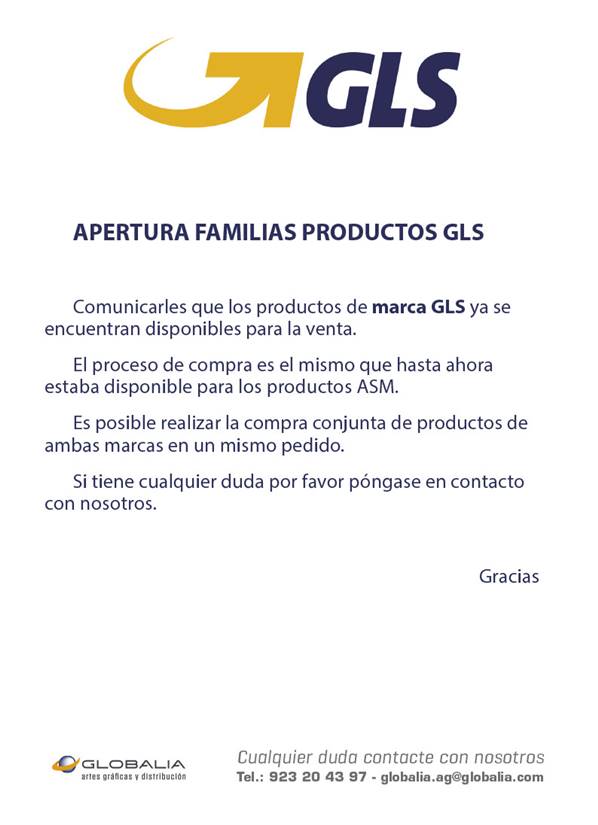 GLS
APERTURA FAMILIAS PRODUCTOS GLS
Comunicarles que los productos de marca GLS ya se
encuentran disponibles para la venta.
El proceso de compra es el mismo que hasta ahora
estaba disponible para los productos ASM.
Es posible realizar la compra conjunta de productos de
ambas marcas en un mismo pedido.
Si tiene cualquier duda por favor póngase en contacto
con nosotros.
Gracias
GLOBALIA
artes gráficas y distribución
Cualquier duda contacte con nosotros
Tel.: 923 20 43 97 - globalia.ag@globalia.com